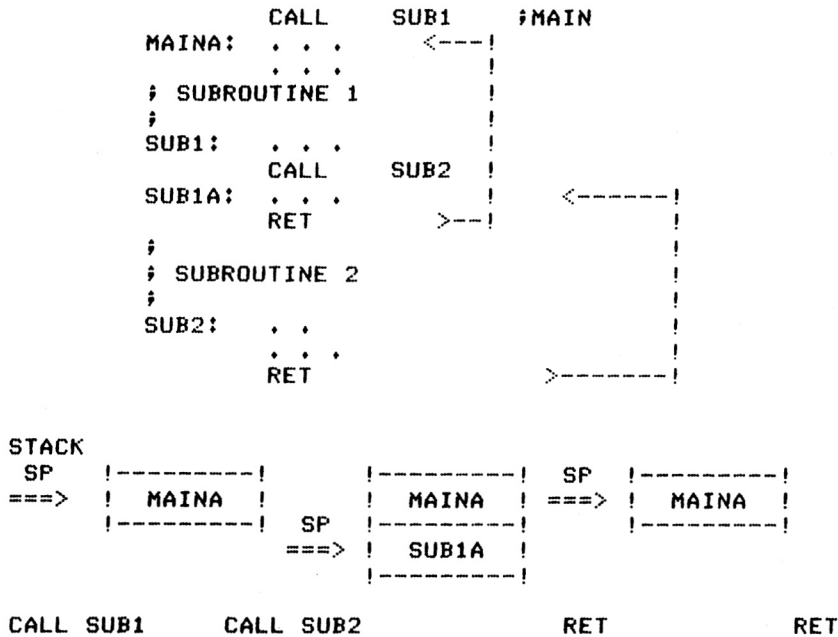 CALL SUB1 ;MAIN
MAINA: . . . <---!
. . . !
; SUBROUTINE 1 !
; !
SUB1: . . . !
CALL SUB2 !
SUB1A: . . . ! <-------!
RET >--! !
; !
; SUBROUTINE 2 !
; !
SUB2: . . !
. . . !
RET >-------!
STACK
SP !---------! !---------! SP !---------!
===> ! MAINA ! ! MAINA ! ===> ! MAINA !
!---------! SP !---------! !---------!
===> ! SUB1A !
!---------!
CALL SUB1 CALL SUB2 RET RET